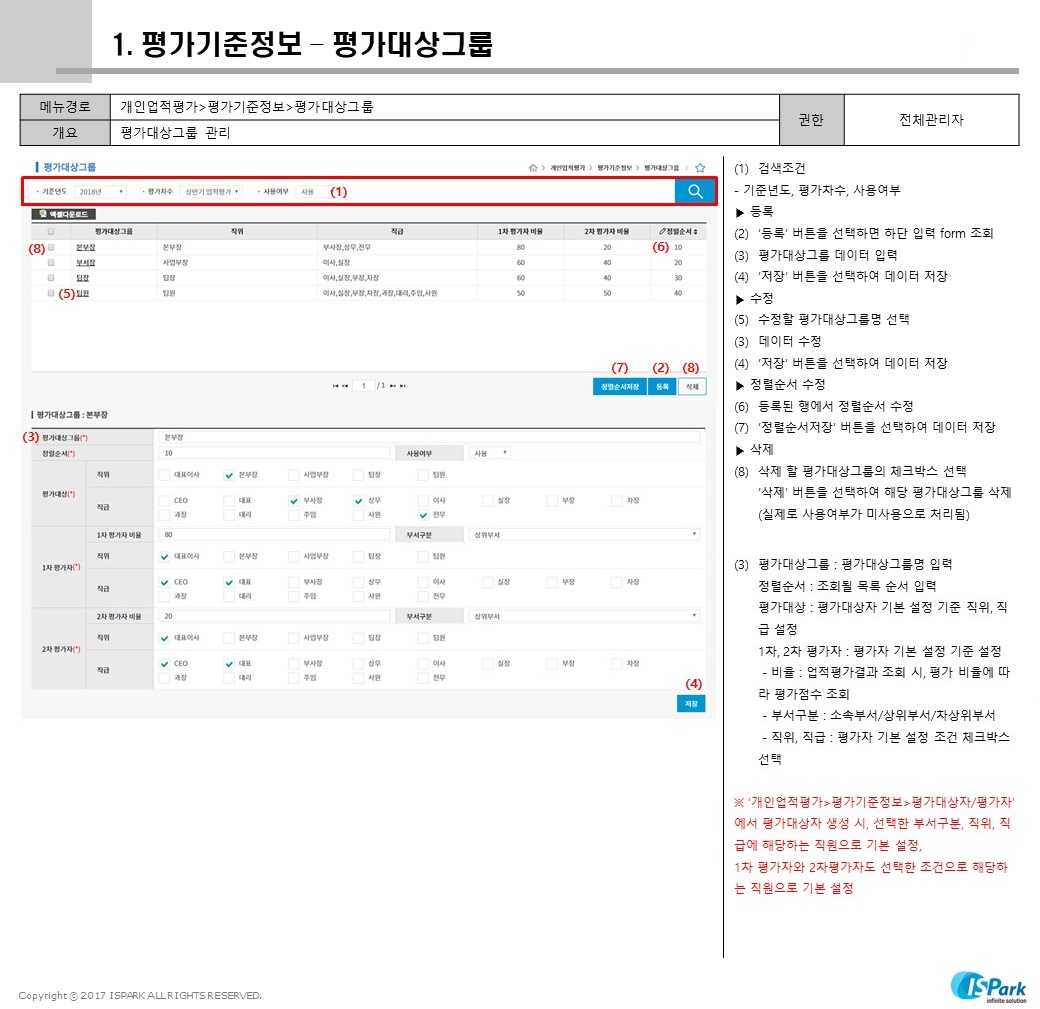 1. 평가기준정보 – 평가대상그룹
메뉴경로 개인업적평가>평가기준정보>평가대상그룹 권한 전체관리자
개요 평가대상그룹 관리
평가대상그룹 > 개인업적평가 > 평가기준정보 > 평가대상그룹
기준년도 2018년 평가차수 상반기 업적평가 사용여부 사용 (1)
엑셀다운로드
평가대상그룹 직위 직급 1차 평가자 비율 2차 평가자 비율 정렬순서
(8) 본부장 본부장 부사장,상무,전무 80 20 (6) 10
부서장 사업부장 이사,실장 60 40 20
팀장 팀장 이사,실장,부장,차장 60 40 30
(5) 팀원 팀원 이사,실장,부장,차장,과장,대리,주임,사원 50 50 40
(7) (2) (8)
1 / 1 정렬순서저장 등록 삭제
평가대상그룹 : 본부장
(3) 평가대상그룹(*) 본부장
정렬순서(*) 10 사용여부 사용
평가대상(*)
직위 대표이사 본부장 사업부장 팀장 팀원
직급 CEO 대표 부사장 상무 이사 실장 부장 차장
과장 대리 주임 사원 전무
1차 평가자(*)
1차 평가자 비율 80 부서구분 상위부서
직위 대표이사 본부장 사업부장 팀장 팀원
직급 CEO 대표 부사장 상무 이사 실장 부장 차장
과장 대리 주임 사원 전무
2차 평가자(*)
2차 평가자 비율 20 부서구분 상위부서
직위 대표이사 본부장 사업부장 팀장 팀원
직급 CEO 대표 부사장 상무 이사 실장 부장 차장
과장 대리 주임 사원 전무
(4)
저장
(1) 검색조건
- 기준년도, 평가차수, 사용여부
▶ 등록
(2) ‘등록’ 버튼을 선택하면 하단 입력 form 조회
(3) 평가대상그룹 데이터 입력
(4) ‘저장’ 버튼을 선택하여 데이터 저장
▶ 수정
(5) 수정할 평가대상그룹명 선택
(3) 데이터 수정
(4) ‘저장’ 버튼을 선택하여 데이터 저장
▶ 정렬순서 수정
(6) 등록된 행에서 정렬순서 수정
(7) ‘정렬순서저장’ 버튼을 선택하여 데이터 저장
▶ 삭제
(8) 삭제 할 평가대상그룹의 체크박스 선택
‘삭제’ 버튼을 선택하여 해당 평가대상그룹 삭제
(실제로 사용여부가 미사용으로 처리됨)
(3) 평가대상그룹 : 평가대상그룹명 입력
정렬순서 : 조회될 목록 순서 입력
평가대상 : 평가대상자 기본 설정 기준 직위, 직
급 설정
1차, 2차 평가자 : 평가자 기본 설정 기준 설정
- 비율 : 업적평가결과 조회 시, 평가 비율에 따
라 평가점수 조회
- 부서구분 : 소속부서/상위부서/차상위부서
- 직위, 직급 : 평가자 기본 설정 조건 체크박스
선택
※ ‘개인업적평가>평가기준정보>평가대상자/평가자’
에서 평가대상자 생성 시, 선택한 부서구분, 직위, 직
급에 해당하는 직원으로 기본 설정,
1차 평가자와 2차평가자도 선택한 조건으로 해당하
는 직원으로 기본 설정
Copyright ⓒ 2017 ISPARK ALL RIGHTS RESERVED.
ISPark
infinite solution